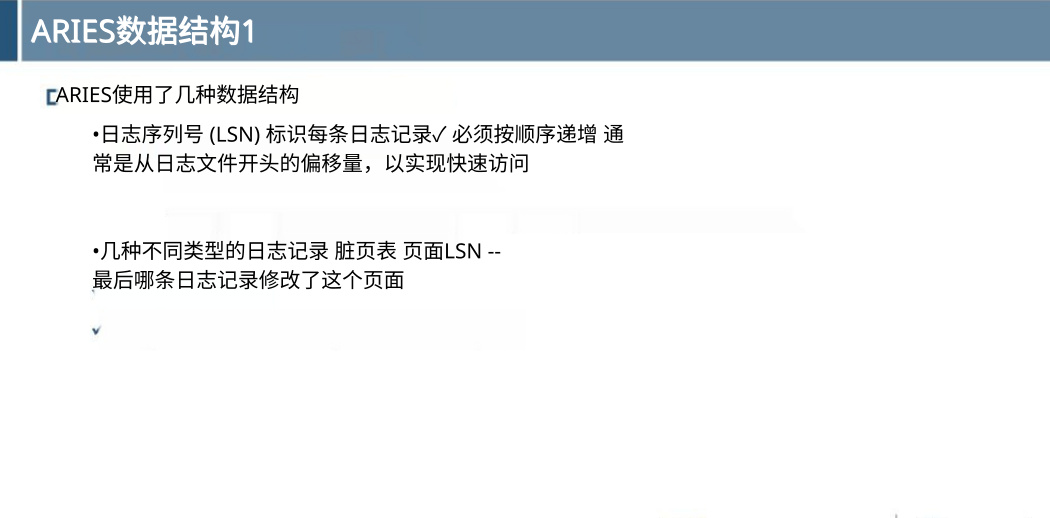 ARIES数据结构1
ARIES使用了几种数据结构
•日志序列号 (LSN) 标识每条日志记录✓ 必须按顺序递增 通
常是从日志文件开头的偏移量，以实现快速访问
•几种不同类型的日志记录 脏页表 页面LSN --
最后哪条日志记录修改了这个页面